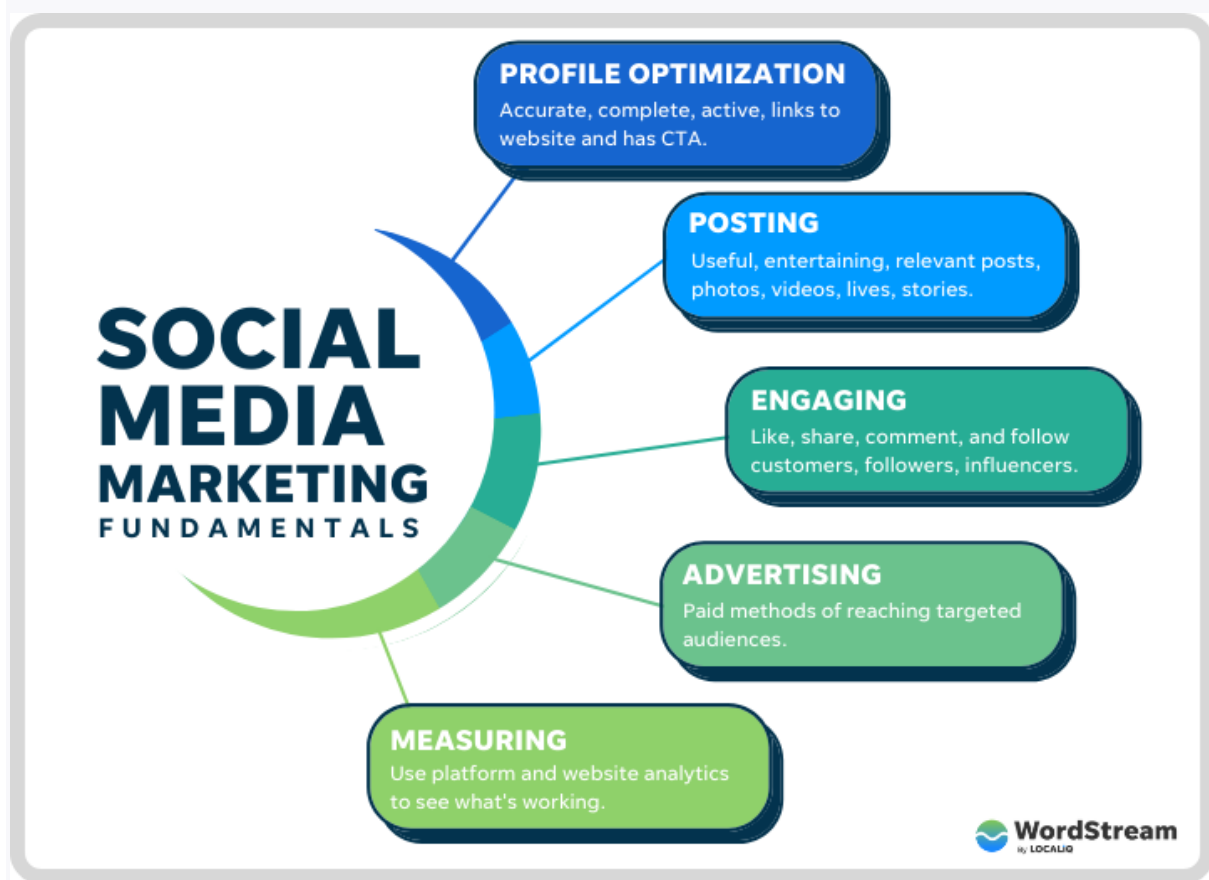 SOCIAL
MEDIA
MARKETING
FUNDAMENTALS
PROFILE OPTIMIZATION
Accurate, complete, active, links to
website and has CTA.
POSTING
Useful, entertaining, relevant posts,
photos, videos, lives, stories.
ENGAGING
Like, share, comment, and follow
customers, followers, influencers.
ADVERTISING
Paid methods of reaching targeted
audiences.
MEASURING
Use platform and website analytics
to see what's working.
WordStream
By LOCALiQ